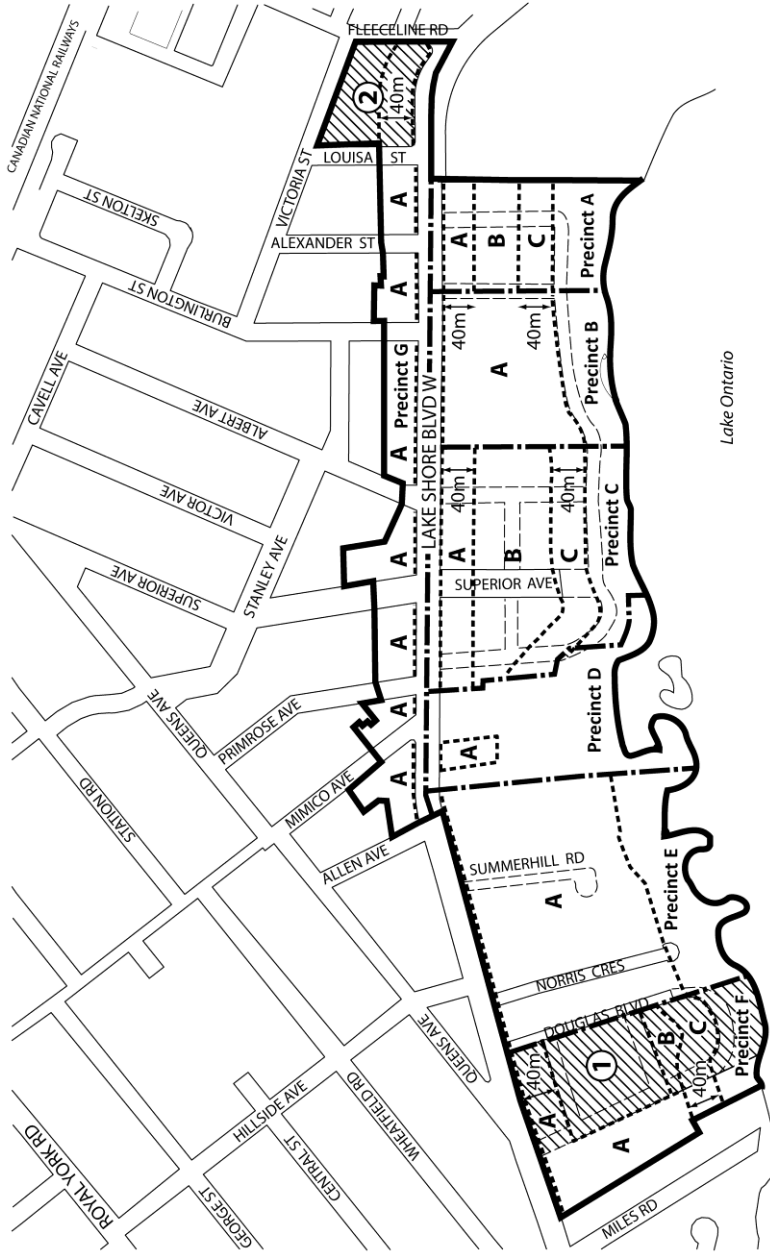 FLEECELINE RD
CANADIAN NATIONAL RAILWAYS
2
40m
LOUISA ST
VICTORIA ST
SKELTON ST
ALEXANDER ST
BURLINGTON ST
CAVELL AVE
ALBERT AVE
VICTOR AVE
SUPERIOR AVE
STANLEY AVE
QUEENS AVE
PRIMROSE AVE
MIMICO AVE
STATION RD
ALLEN AVE
A
A
Precinct G
A
A
A
A
A
LAKE SHORE BLVD W
A
B
C
Precinct A
40m
40m
A
Precinct B
Lake Ontario
40m
40m
A
B
C
Precinct C
SUPERIOR AVE
A
Precinct D
SUMMERHILL RD
A
Precinct E
NORRIS CRES
DOUGLAS BLVD
40m
A
1
B
C
40m
Precinct F
A
MILES RD
QUEENS AVE
HILLSIDE AVE
WHEATFIELD RD
CENTRAL ST
GEORGE ST
ROYAL YORK RD